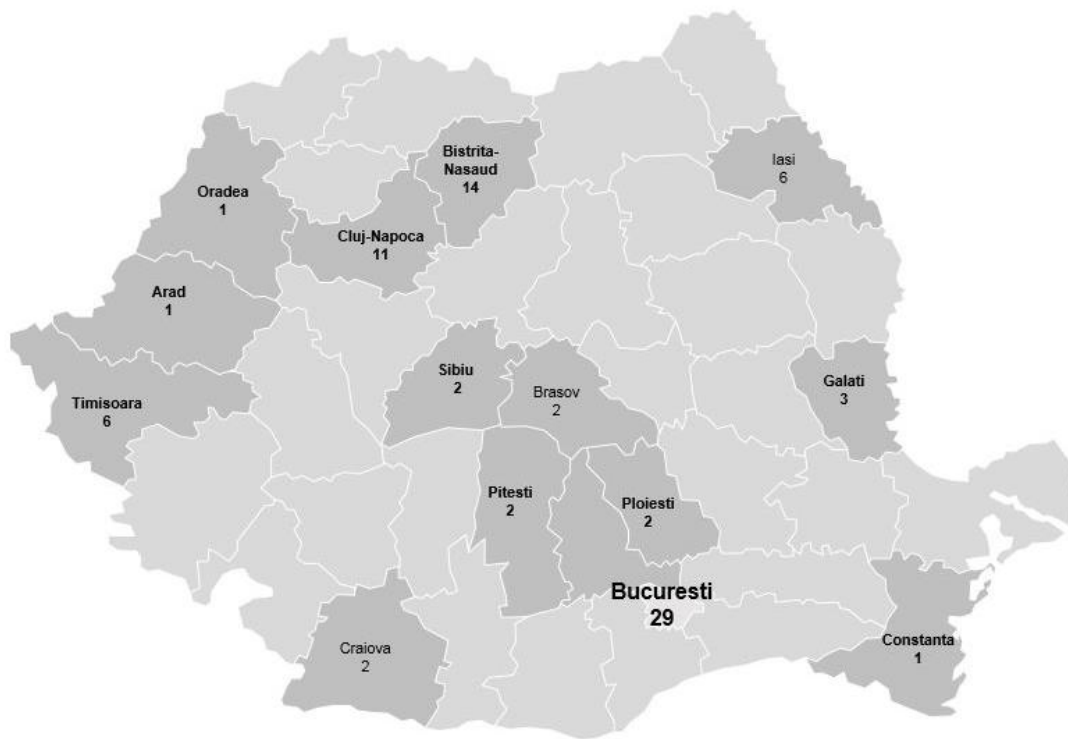 Iasi
6
Bistrita-
Nasaud
14
Oradea
1
Cluj-Napoca
11
Arad
1
Sibiu
2
Brasov
2
Galati
3
Timisoara
6
Pitesti
2
Ploiesti
2
Bucuresti
29
Constanta
1
Craiova
2